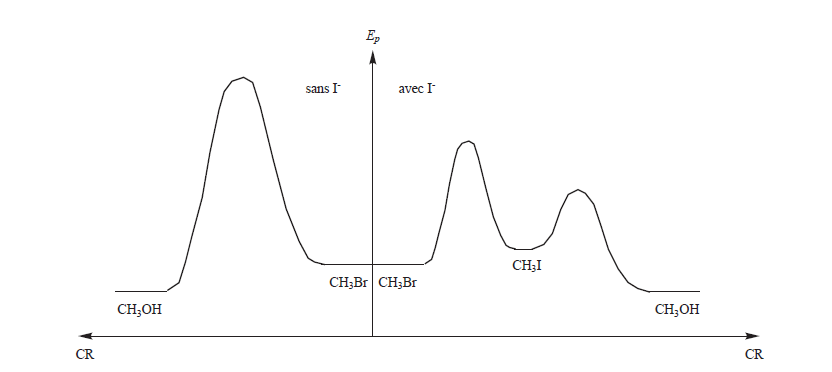 Ep
sans I- avec I-
CH3I
CH3Br CH3Br
CH3OH CH3OH
CR CR